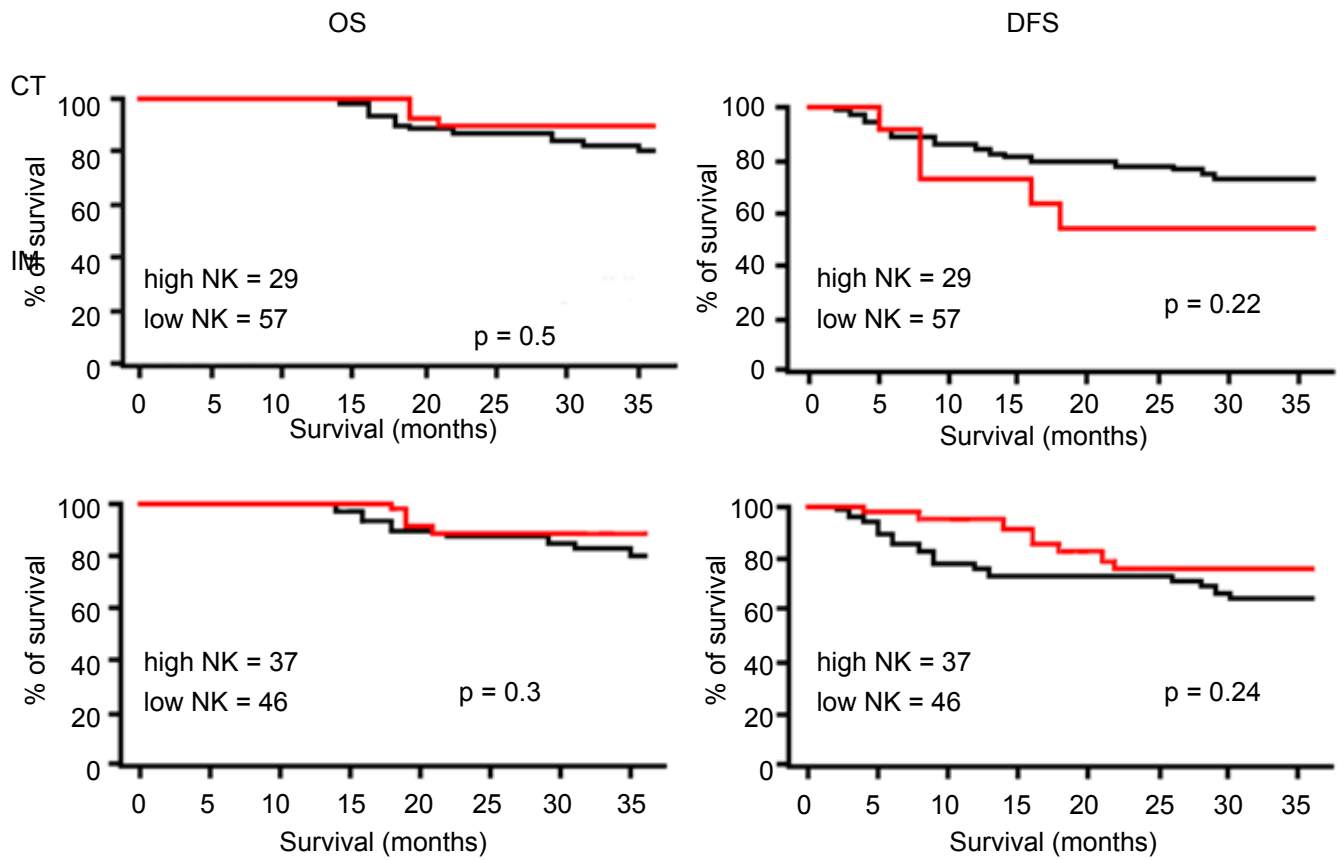 OS
DFS
CT
100
80
60
40
20
0
% of survival
IM
high NK = 29
low NK = 57
p = 0.5
0 5 10 15 20 25 30 35
Survival (months)
100
80
60
40
20
0
% of survival
high NK = 29
low NK = 57
p = 0.22
0 5 10 15 20 25 30 35
Survival (months)
100
80
60
40
20
0
% of survival
high NK = 37
low NK = 46
p = 0.3
0 5 10 15 20 25 30 35
Survival (months)
100
80
60
40
20
0
% of survival
high NK = 37
low NK = 46
p = 0.24
0 5 10 15 20 25 30 35
Survival (months)